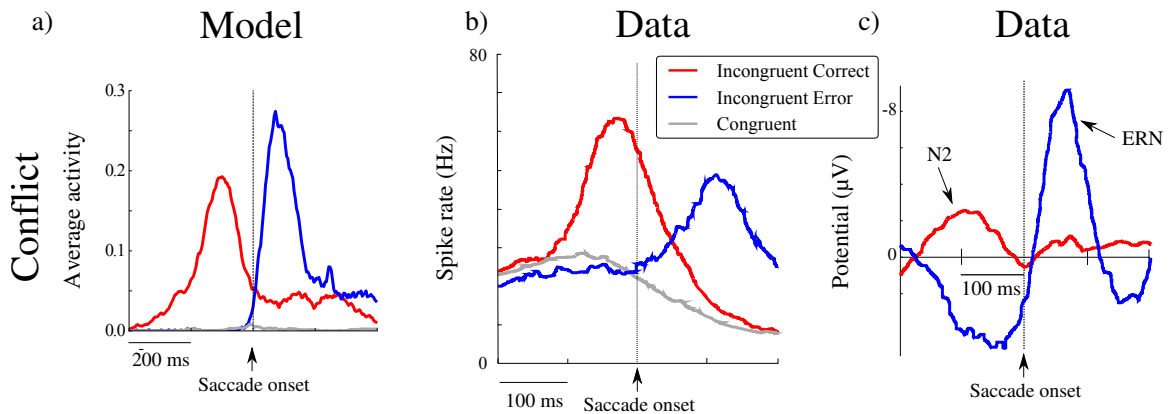 a)
Model
Conflict
Average activity
0.3
0.2
0.1
0.0
200 ms
Saccade onset
b)
Data
Spike rate (Hz)
80
0
100 ms
Saccade onset
Incongruent Correct
Incongruent Error
Congruent
c)
Data
Potential (µV)
-8
0
N2
ERN
100 ms
Saccade onset